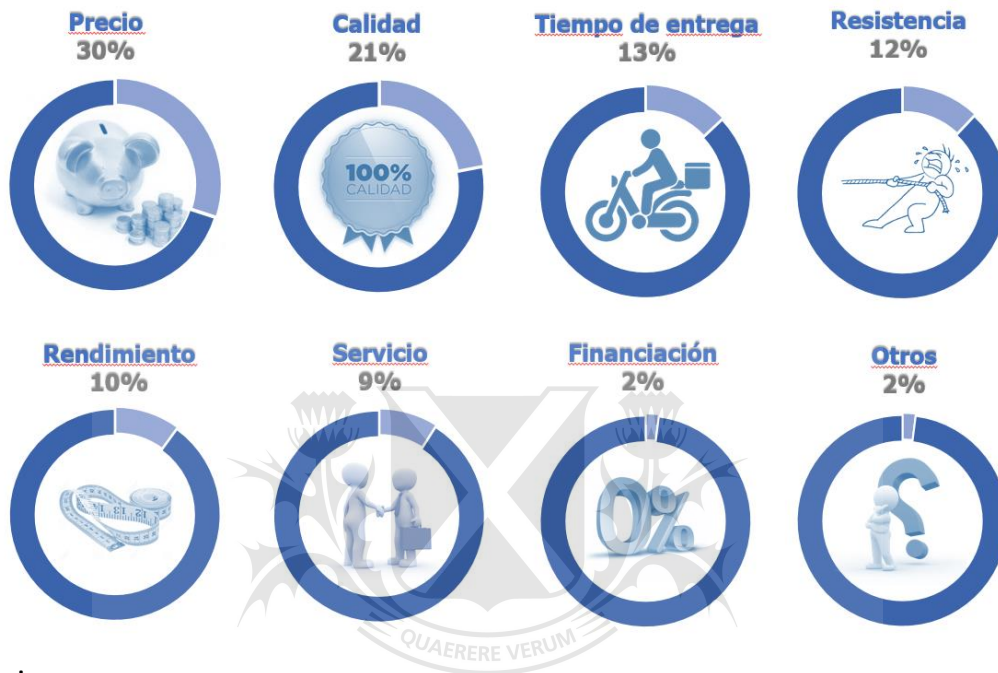 Precio
30%
Calidad
21%
Tiempo de entrega
13%
Resistencia
12%
100%
CALIDAD
Rendimiento
10%
Servicio
9%
Financiación
2%
Otros
2%
0%
QUAERERE VERUM